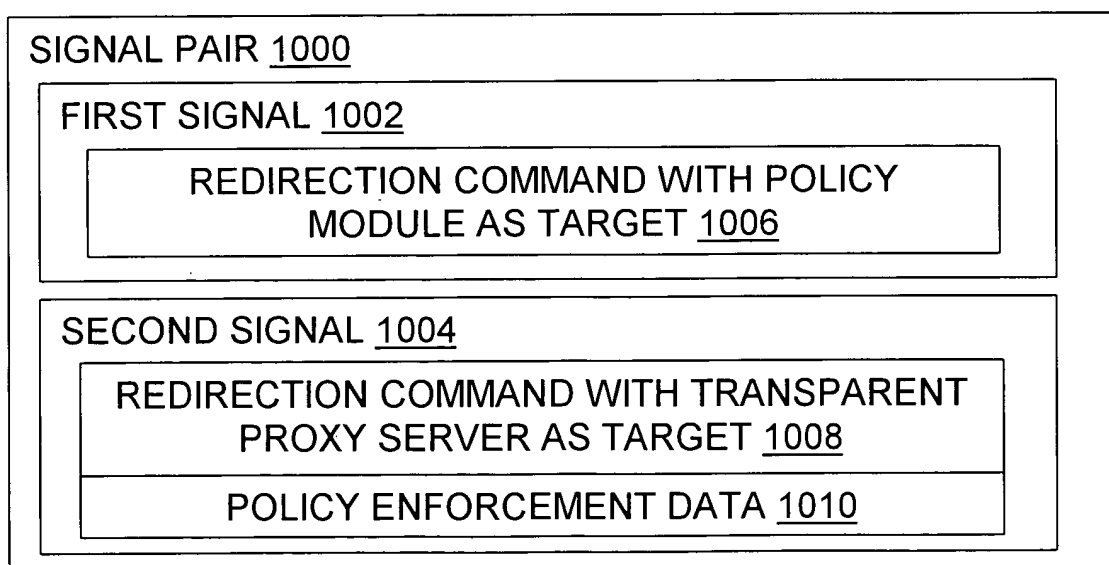 SIGNAL PAIR 1000
FIRST SIGNAL 1002
REDIRECTION COMMAND WITH POLICY
MODULE AS TARGET 1006
SECOND SIGNAL 1004
REDIRECTION COMMAND WITH TRANSPARENT
PROXY SERVER AS TARGET 1008
POLICY ENFORCEMENT DATA 1010